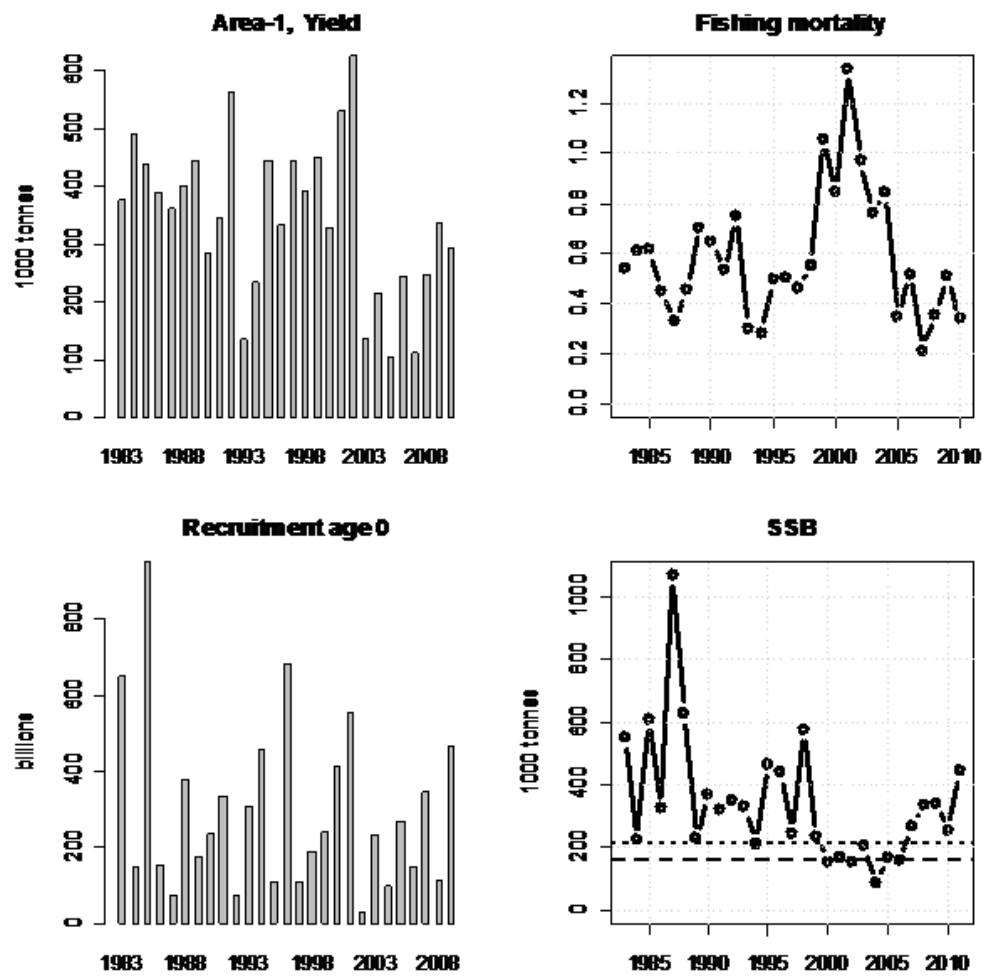 Area-1, Yield
1000 tonnes
0 100 200 300 400 500 600
1983 1988 1993 1998 2003 2008
Fishing mortality
0.0 0.2 0.4 0.6 0.8 1.0 1.2
1985 1990 1995 2000 2005 2010
Recruitment age 0
billions
0 200 400 600 800
1983 1988 1993 1998 2003 2008
SSB
1000 tonnes
0 200 400 600 800 1000
1985 1990 1995 2000 2005 2010